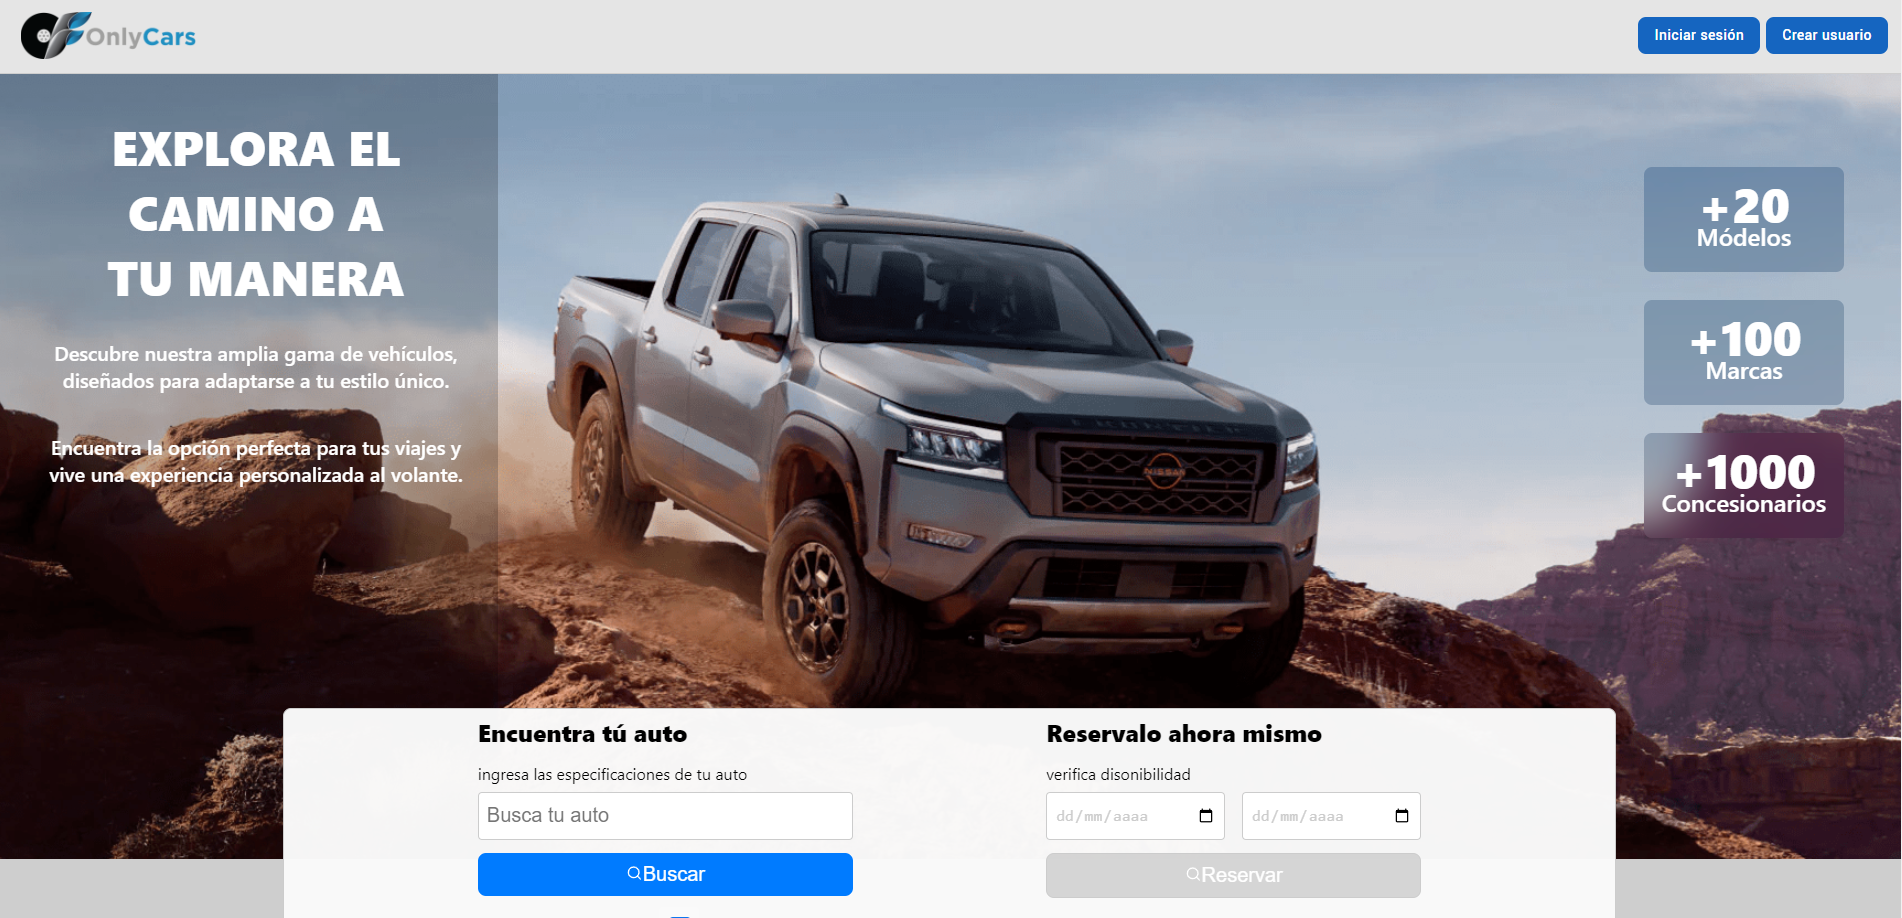 OnlyCars
Iniciar sesión
Crear usuario
EXPLORA EL
CAMINO A
TU MANERA
Descubre nuestra amplia gama de vehículos,
diseñados para adaptarse a tu estilo único.
Encuentra la opción perfecta para tus viajes y
vive una experiencia personalizada al volante.
+20
Módelos
+100
Marcas
+1000
Concesionarios
FRONTIER
NISSAN
Encuentra tú auto
ingresa las especificaciones de tu auto
Busca tu auto
Buscar
Reservalo ahora mismo
verifica disonibilidad
dd/mm/aaaa
dd/mm/aaaa
Reservar